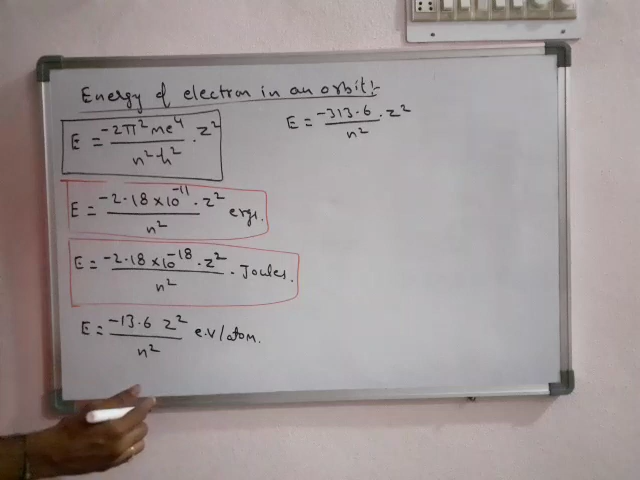 Energy of electron in an orbit:-
E = -2π²me⁴/n²h² . Z²
E = -2.18×10⁻¹¹ . Z²/n² ergs.
E = -2.18×10⁻¹⁸ . Z²/n² . Joules.
E = -13.6 Z²/n² e.V/atom.
E = -313.6/n² . Z²